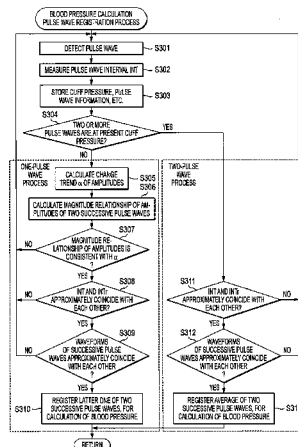 BLOOD PRESSURE CALCULATION
PULSE WAVE REGISTRATION PROCESS
DETECT PULSE WAVE
S301
MEASURE PULSE WAVE INTERVAL INT
S302
STORE CUFF PRESSURE, PULSE
WAVE INFORMATION, ETC.
S303
S304
TWO OR MORE
PULSE WAVES ARE AT PRESENT CUFF
PRESSURE?
YES
NO
ONE-PULSE
WAVE
PROCESS
TWO-PULSE
WAVE
PROCESS
CALCULATE CHANGE
TREND α OF AMPLITUDES
S305
S306
CALCULATE MAGNITUDE RELATIONSHIP OF AM-
PLITUDES OF TWO SUCCESSIVE PULSE WAVES
S307
MAGNITUDE RE-
LATIONSHIP OF AMPLITUDES IS
CONSISTENT WITH α
?
NO
YES
S308
INT AND INTr
APPROXIMATELY COINCIDE WITH
EACH OTHER?
NO
YES
S311
INT AND INTr
APPROXIMATELY COINCIDE WITH
EACH OTHER?
NO
YES
S309
WAVEFORMS
OF SUCCESSIVE PULSE
WAVES APPROXIMATELY COINCIDE
WITH EACH OTHER
?
NO
YES
S312
WAVEFORMS
OF SUCCESSIVE PULSE
WAVES APPROXIMATELY COINCIDE
WITH EACH OTHER
?
NO
YES
S310
REGISTER LATTER ONE OF TWO
SUCCESSIVE PULSE WAVES, FOR
CALCULATION OF BLOOD PRESSURE
S31
REGISTER AVERAGE OF TWO
SUCCESSIVE PULSE WAVES, FOR
CALCULATION OF BLOOD PRESSURE
RETURN